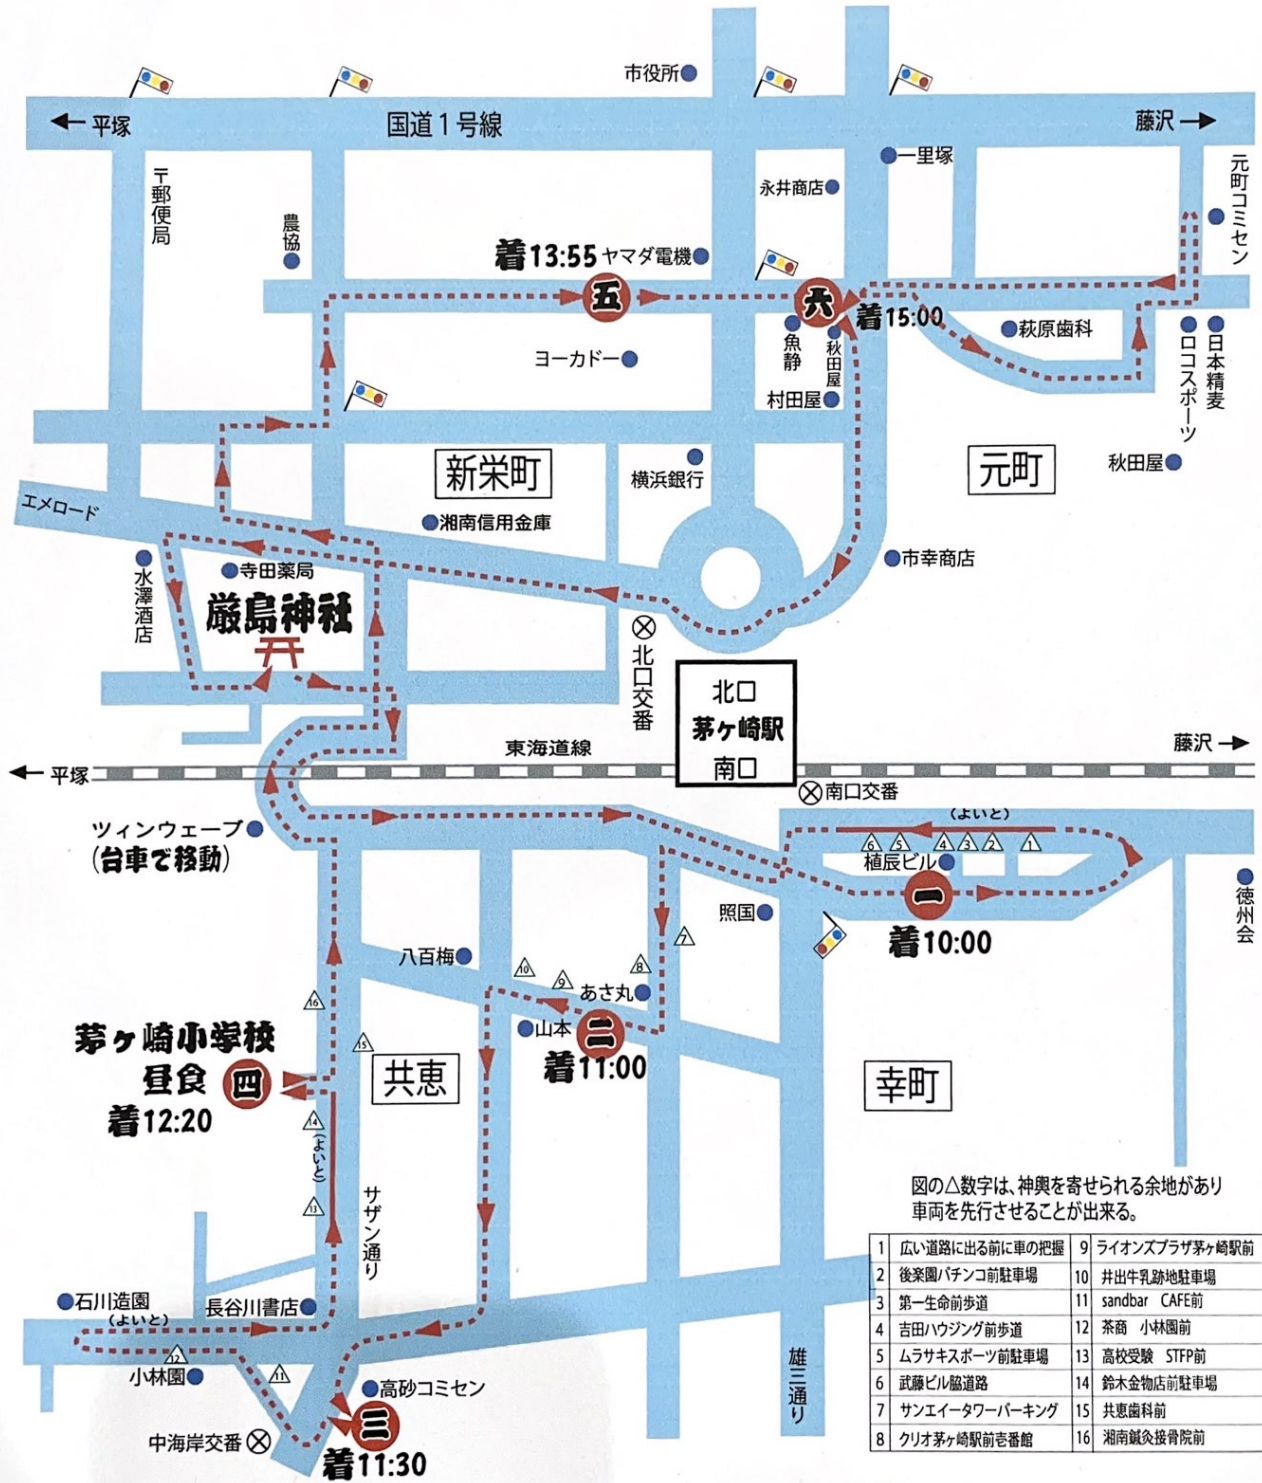 市役所
← 平塚
国道１号線
藤沢 →
〒郵便局
農協
一里塚
永井商店
元町コミセン
着13:55
ヤマダ電機
五
六
着15:00
魚静
秋田屋
萩原歯科
ロコスポーツ
日本精麦
ヨーカドー
村田屋
新栄町
横浜銀行
元町
秋田屋
エメロード
湘南信用金庫
水澤酒店
寺田薬局
市幸商店
厳島神社
北口交番
北口
茅ヶ崎駅
南口
東海道線
藤沢 →
← 平塚
南口交番
ツィンウェーブ
(台車で移動)
(よいと)
6 5 4 3 2 1
植辰ビル
一
着10:00
徳州会
照国
7
八百梅
10
9
8
あさ丸
山本
二
着11:00
16
15
茅ヶ崎小学校
昼食
四
着12:20
共恵
幸町
14
(よいと)
13
サザン通り
図の△数字は、神輿を寄せられる余地があり
車両を先行させることが出来る。
1 広い道路に出る前に車の把握 9 ライオンズプラザ茅ヶ崎駅前
2 後楽園パチンコ前駐車場 10 井出牛乳跡地駐車場
3 第一生命前歩道 11 sandbar CAFE前
4 吉田ハウジング前歩道 12 茶商 小林園前
5 ムラサキスポーツ前駐車場 13 高校受験 STFP前
6 武藤ビル脇道路 14 鈴木金物店前駐車場
7 サンエイータワーパーキング 15 共恵歯科前
8 クリオ茅ヶ崎駅前壱番館 16 湘南鍼灸接骨院前
石川造園
(よいと)
長谷川書店
12
小林園
11
高砂コミセン
三
中海岸交番
着11:30
雄三通り